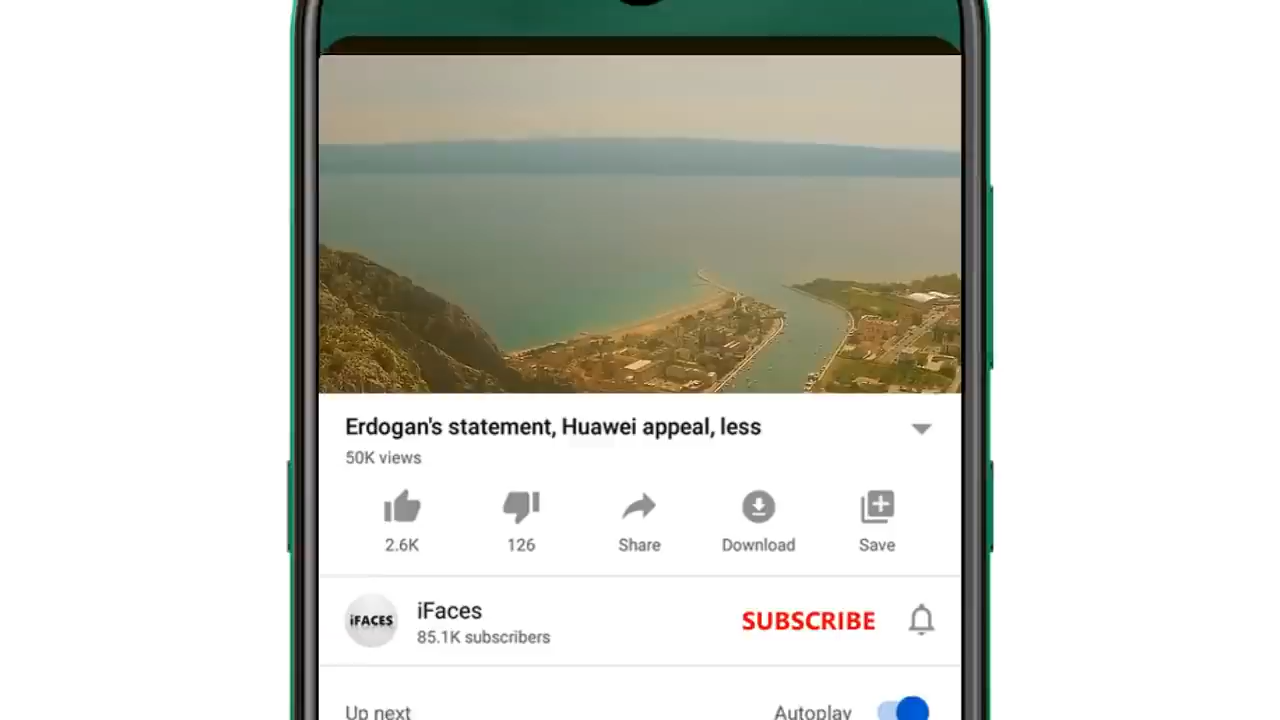 Erdogan's statement, Huawei appeal, less
50K views
2.6K
126
Share
Download
Save
iFACES
iFaces
85.1K subscribers
SUBSCRIBE
Up next
Autoplay